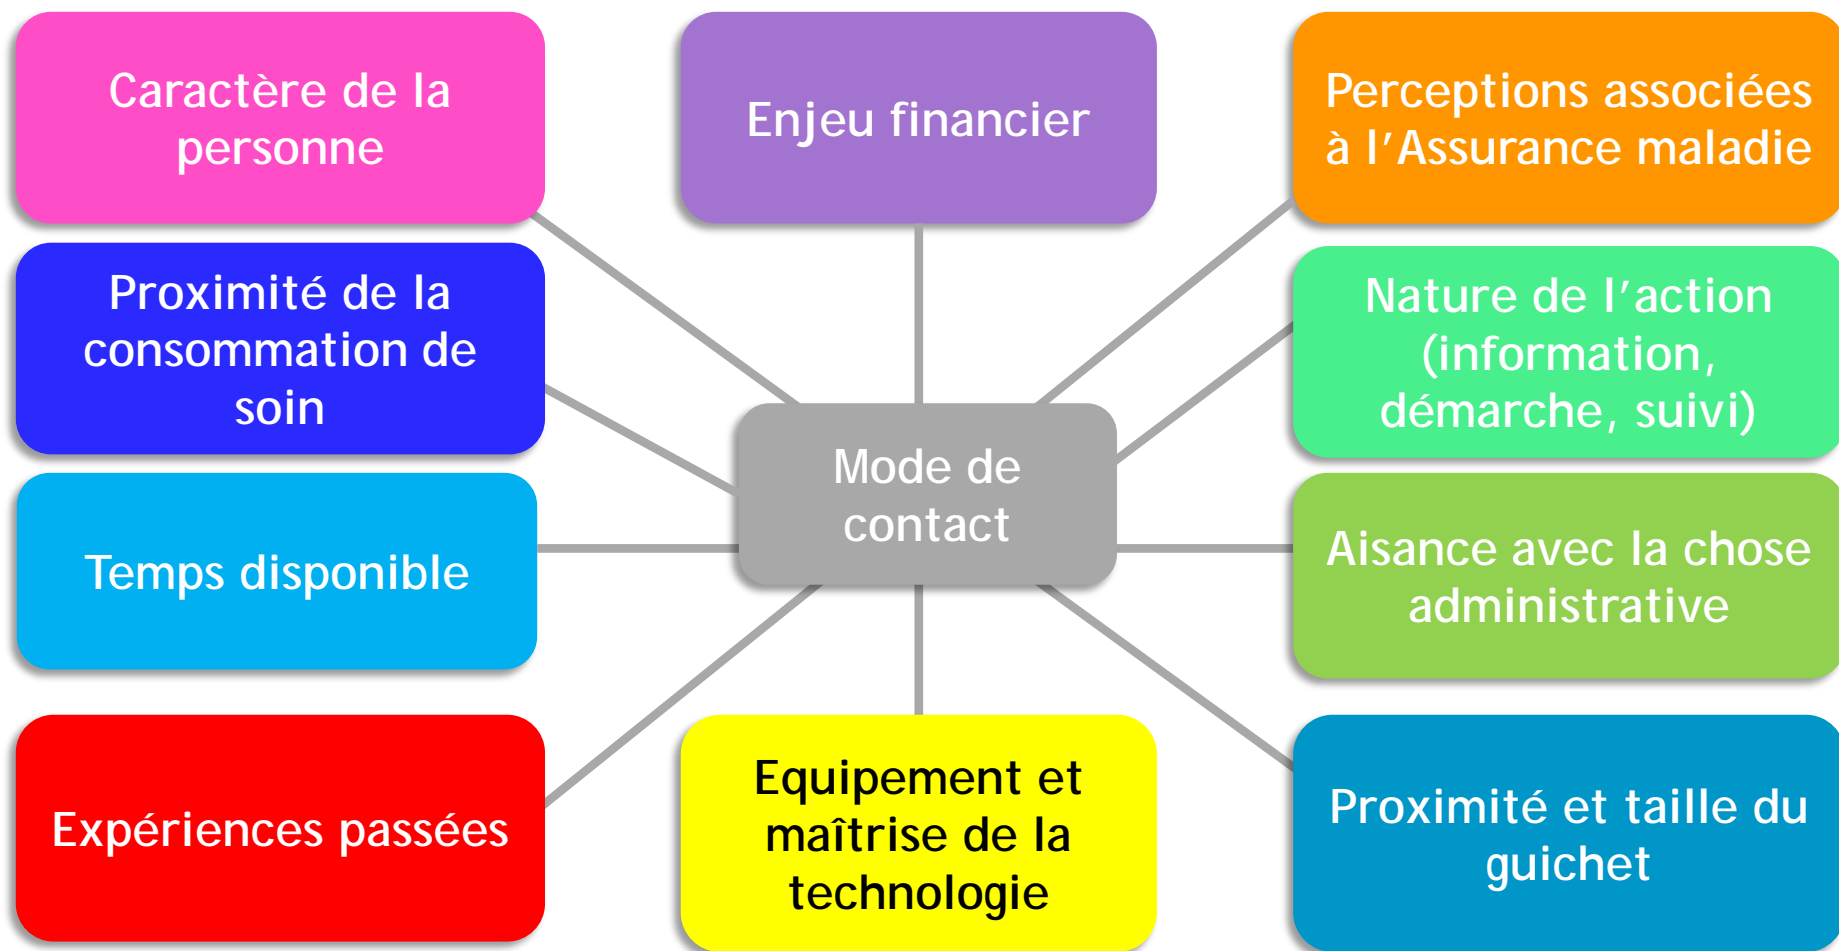 Caractère de la
personne
Enjeu financier
Perceptions associées
à l’Assurance maladie
Proximité de la
consommation de
soin
Nature de l’action
(information,
démarche, suivi)
Mode de
contact
Temps disponible
Aisance avec la chose
administrative
Expériences passées
Equipement et
maîtrise de la
technologie
Proximité et taille du
guichet